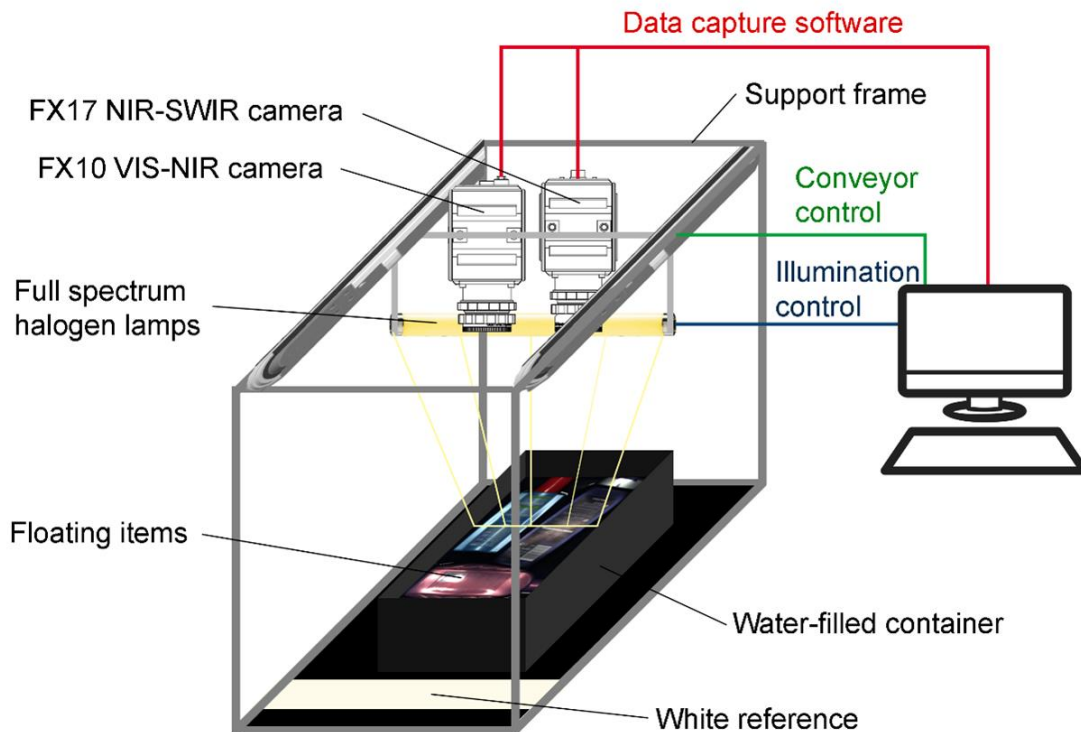 Data capture software
Support frame
FX17 NIR-SWIR camera
FX10 VIS-NIR camera
Conveyor
control
Illumination
control
Full spectrum
halogen lamps
Floating items
Water-filled container
White reference